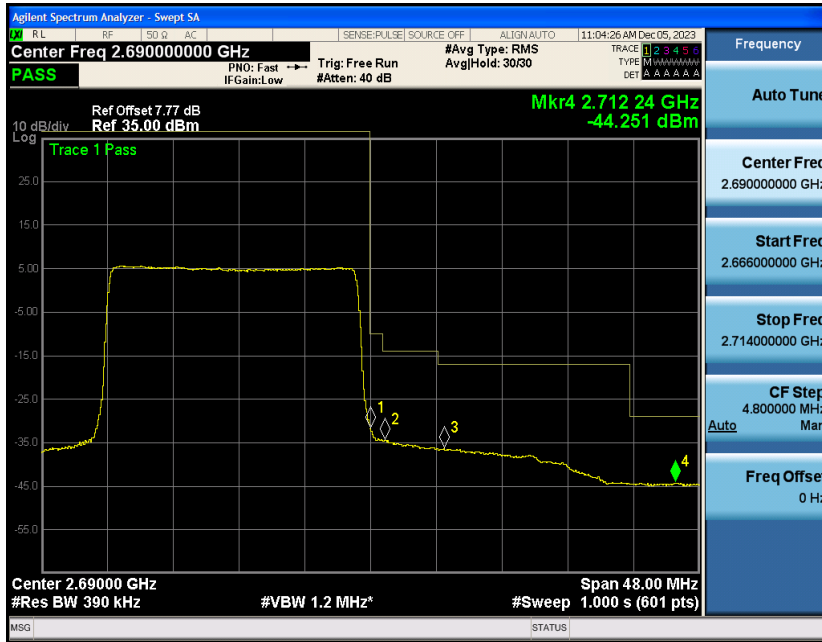 Agilent Spectrum Analyzer - Swept SA
LXI RL RF 50 Ω AC SENSE:PULSE SOURCE OFF ALIGN AUTO 11:04:26 AM Dec 05, 2023
Center Freq 2.690000000 GHz
PASS
PNO: Fast
IFGain:Low
Trig: Free Run
#Atten: 40 dB
#Avg Type: RMS
Avg|Hold: 30/30
TRACE 1 2 3 4 5 6
TYPE M W W W W W
DET A A A A A A
Mkr4 2.712 24 GHz
-44.251 dBm
Ref Offset 7.77 dB
10 dB/div Ref 35.00 dBm
Log
Trace 1 Pass
25.0
15.0
5.00
-5.00
-15.0
-25.0
-35.0
-45.0
-55.0
1
2
3
4
Center 2.69000 GHz Span 48.00 MHz
#Res BW 390 kHz #VBW 1.2 MHz* #Sweep 1.000 s (601 pts)
MSG STATUS
Frequency
Auto Tune
Center Freq
2.690000000 GHz
Start Freq
2.666000000 GHz
Stop Freq
2.714000000 GHz
CF Step
4.800000 MHz
Auto Man
Freq Offset
0 Hz